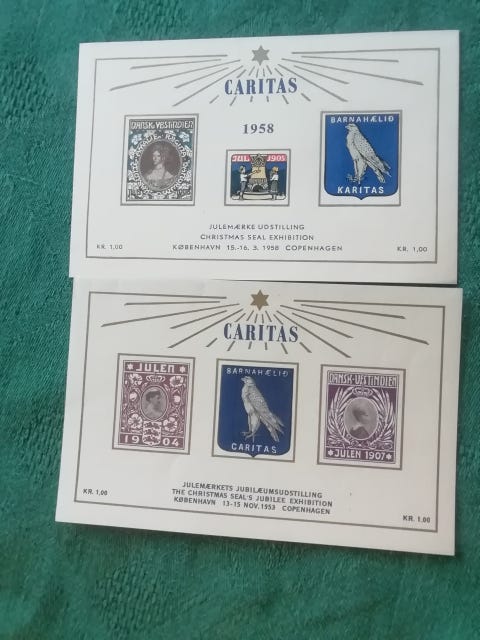 CARITAS
1958
DANSK-VESTINDIEN
JUL 1905
BARNAHÆLIÐ
KARITAS
JULEMÆRKE UDSTILLING
CHRISTMAS SEAL EXHIBITION
KØBENHAVN 15.-16. 3. 1958 COPENHAGEN
KR. 1,00
KR. 1,00
CARITAS
JULEN
1904
BARNAHÆLIÐ
CARITAS
DANSK-VESTINDIEN
JULEN 1907
JULEMÆRKETS JUBILÆUMSUDSTILLING
THE CHRISTMAS SEAL'S JUBILEE EXHIBITION
KØBENHAVN 13-15 NOV. 1953 COPENHAGEN
KR. 1,00
KR. 1,00